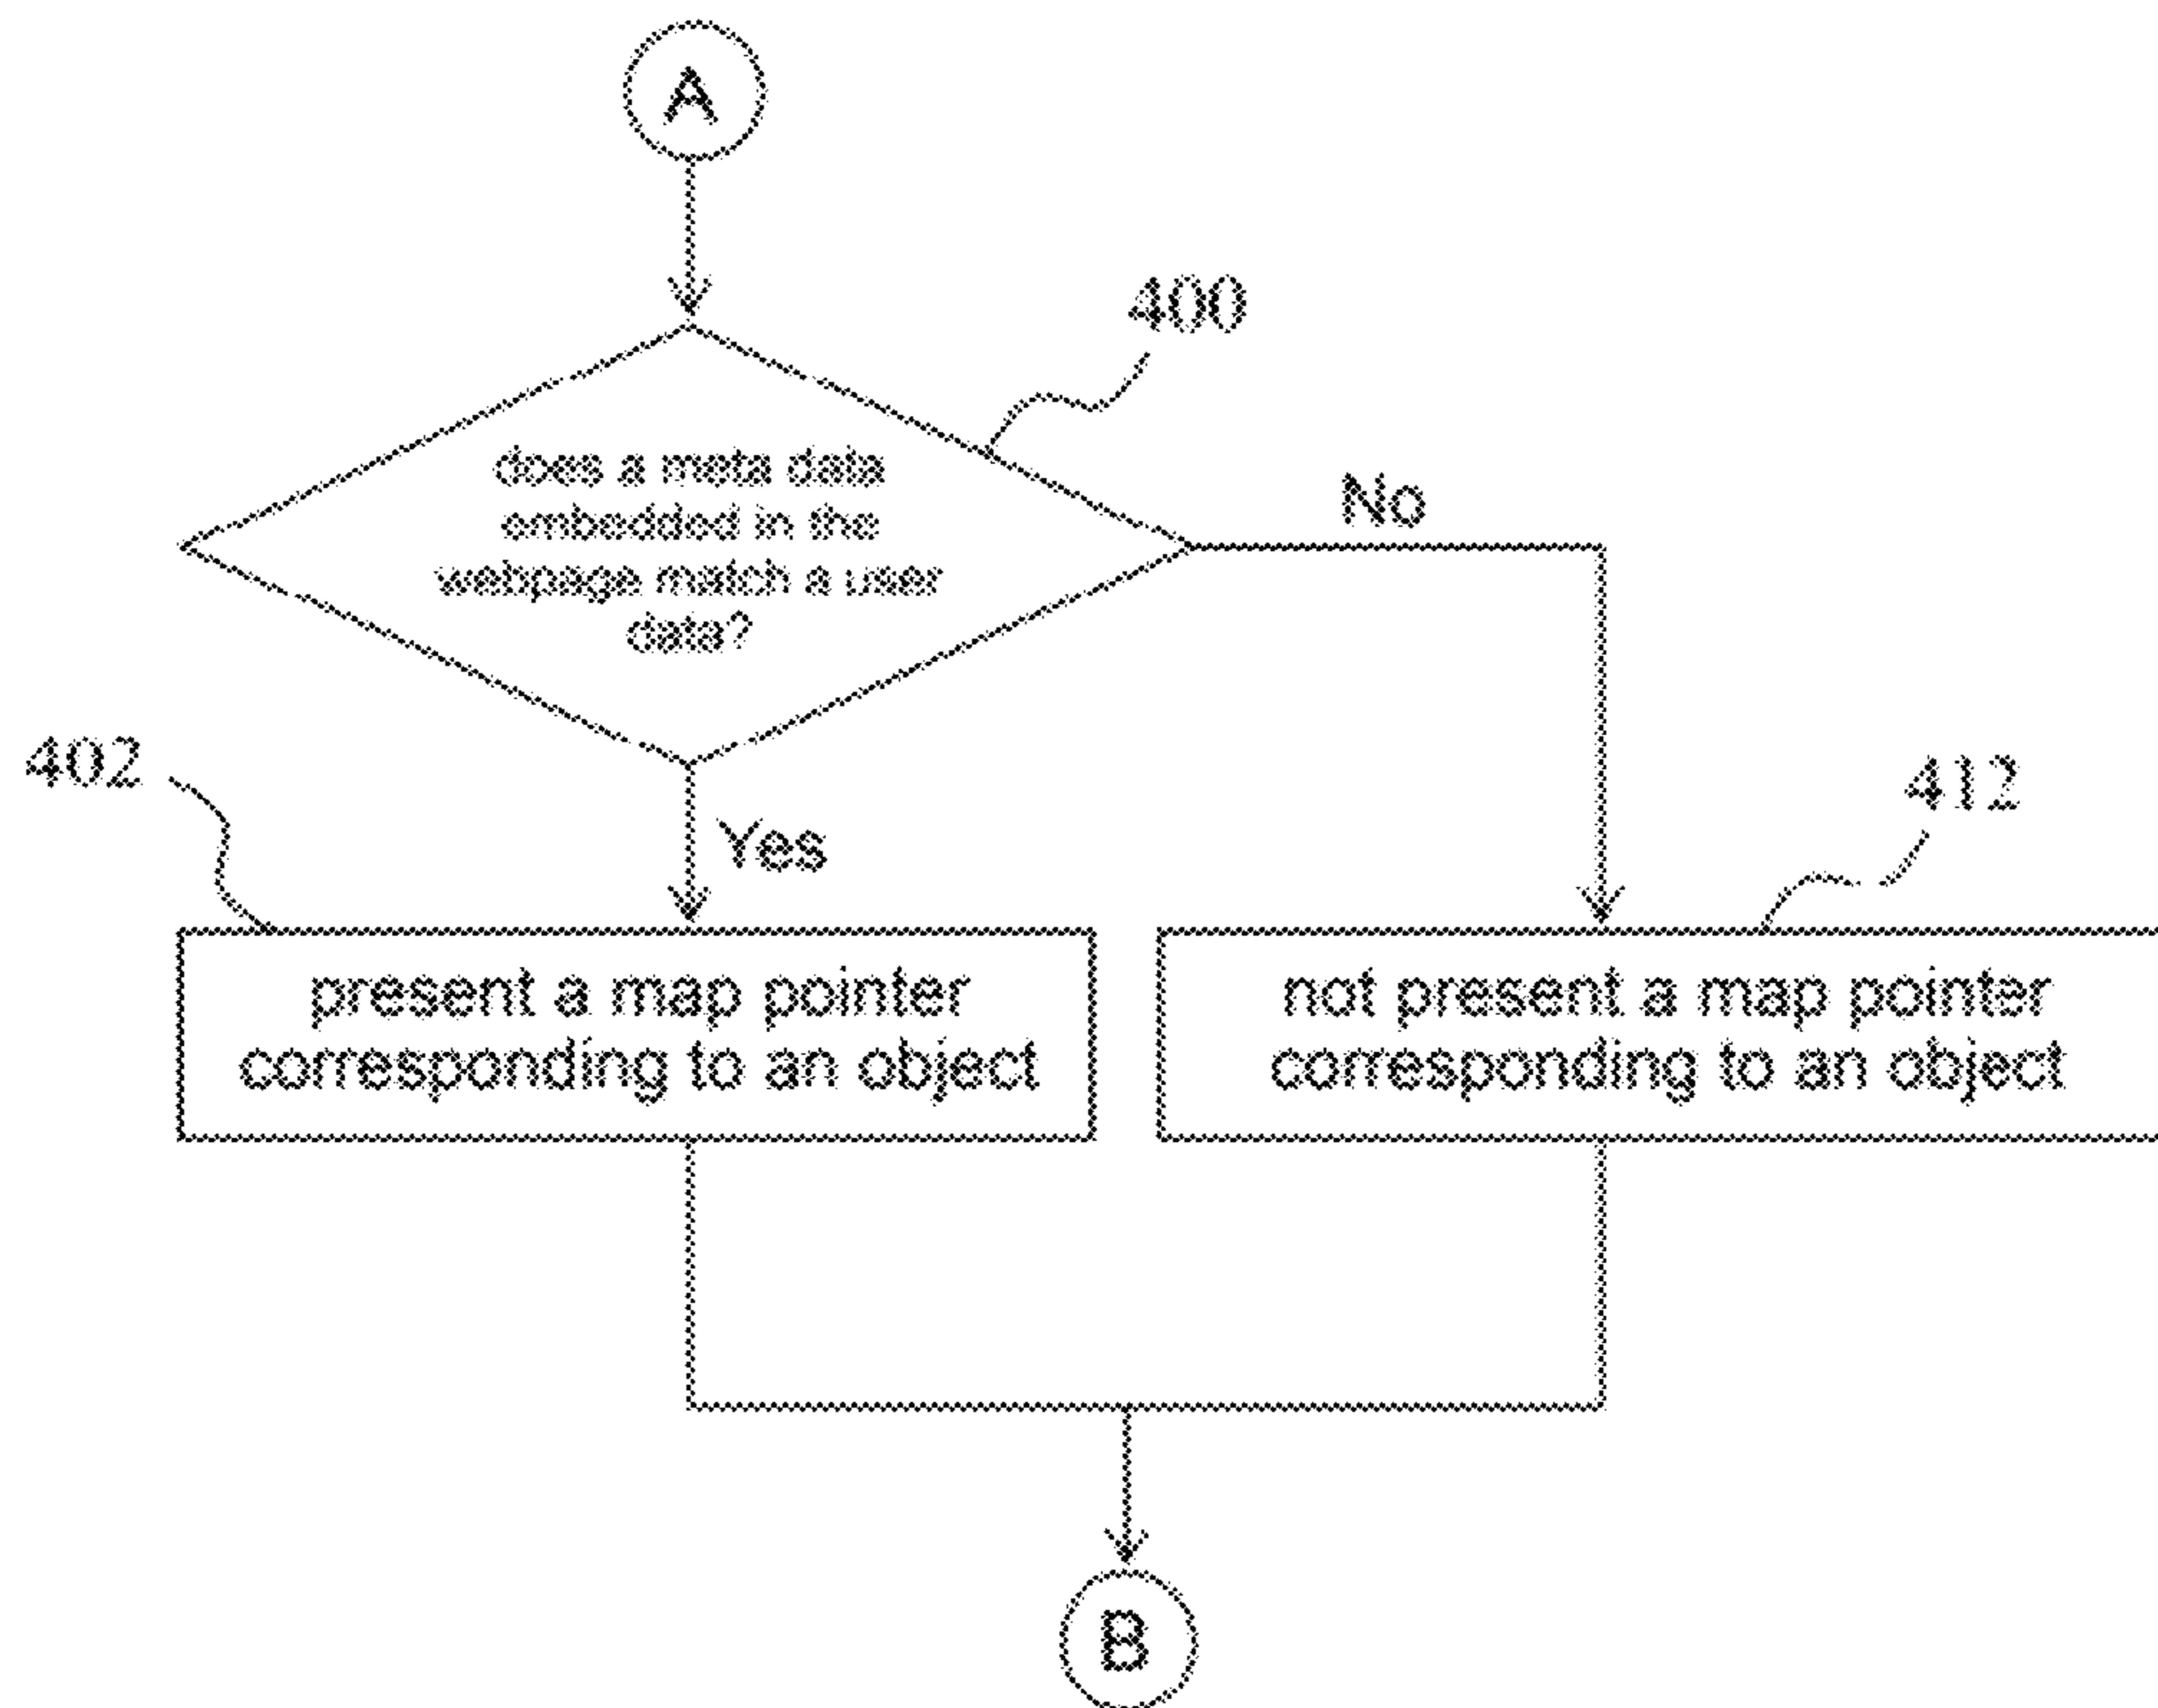 A
400
does a meta data
embedded in the
webpage match a user
data?
No
402
Yes
412
present a map pointer
corresponding to an object
not present a map pointer
corresponding to an object
B